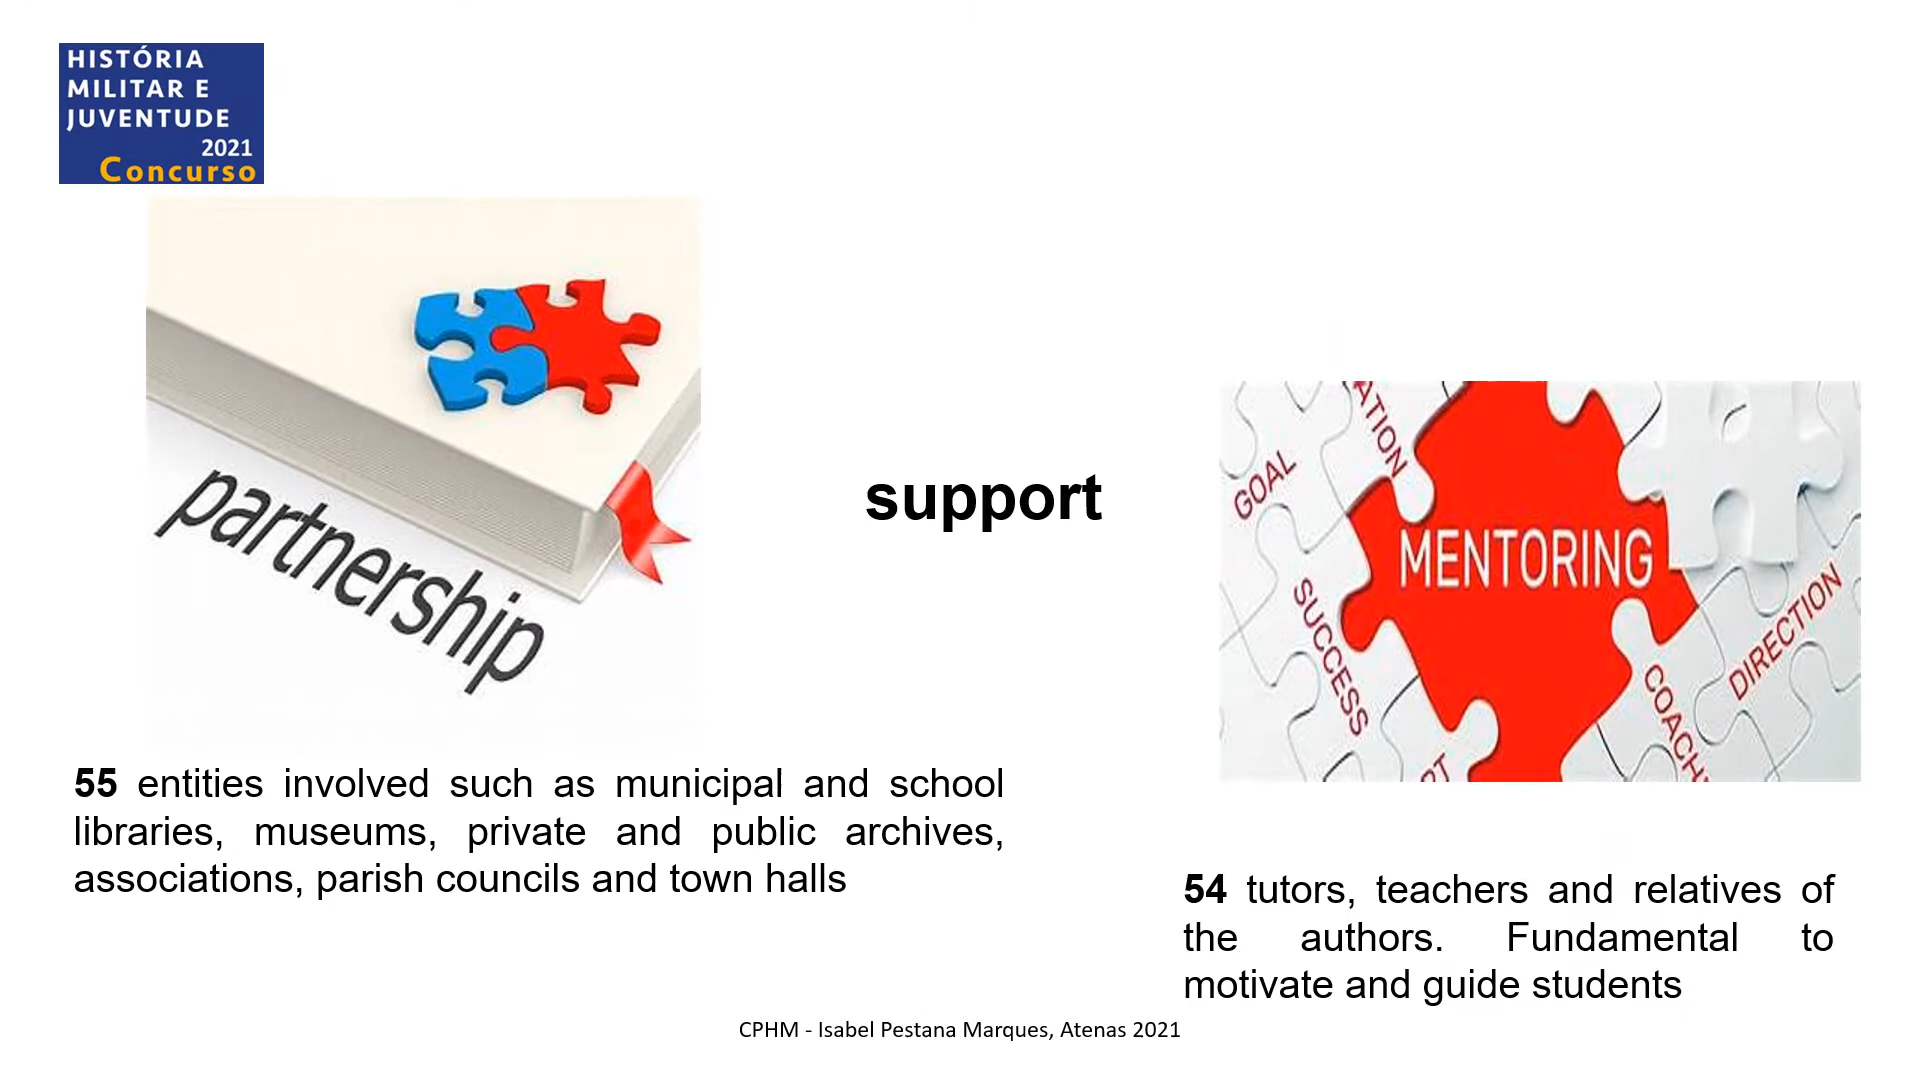 HISTÓRIA
MILITAR E
JUVENTUDE
2021
Concurso
partnership
support
GOAL
ATION
MENTORING
SUCCESS
DIRECTION
COACH
55 entities involved such as municipal and school
libraries, museums, private and public archives,
associations, parish councils and town halls
54 tutors, teachers and relatives of
the authors. Fundamental to
motivate and guide students
CPHM - Isabel Pestana Marques, Atenas 2021